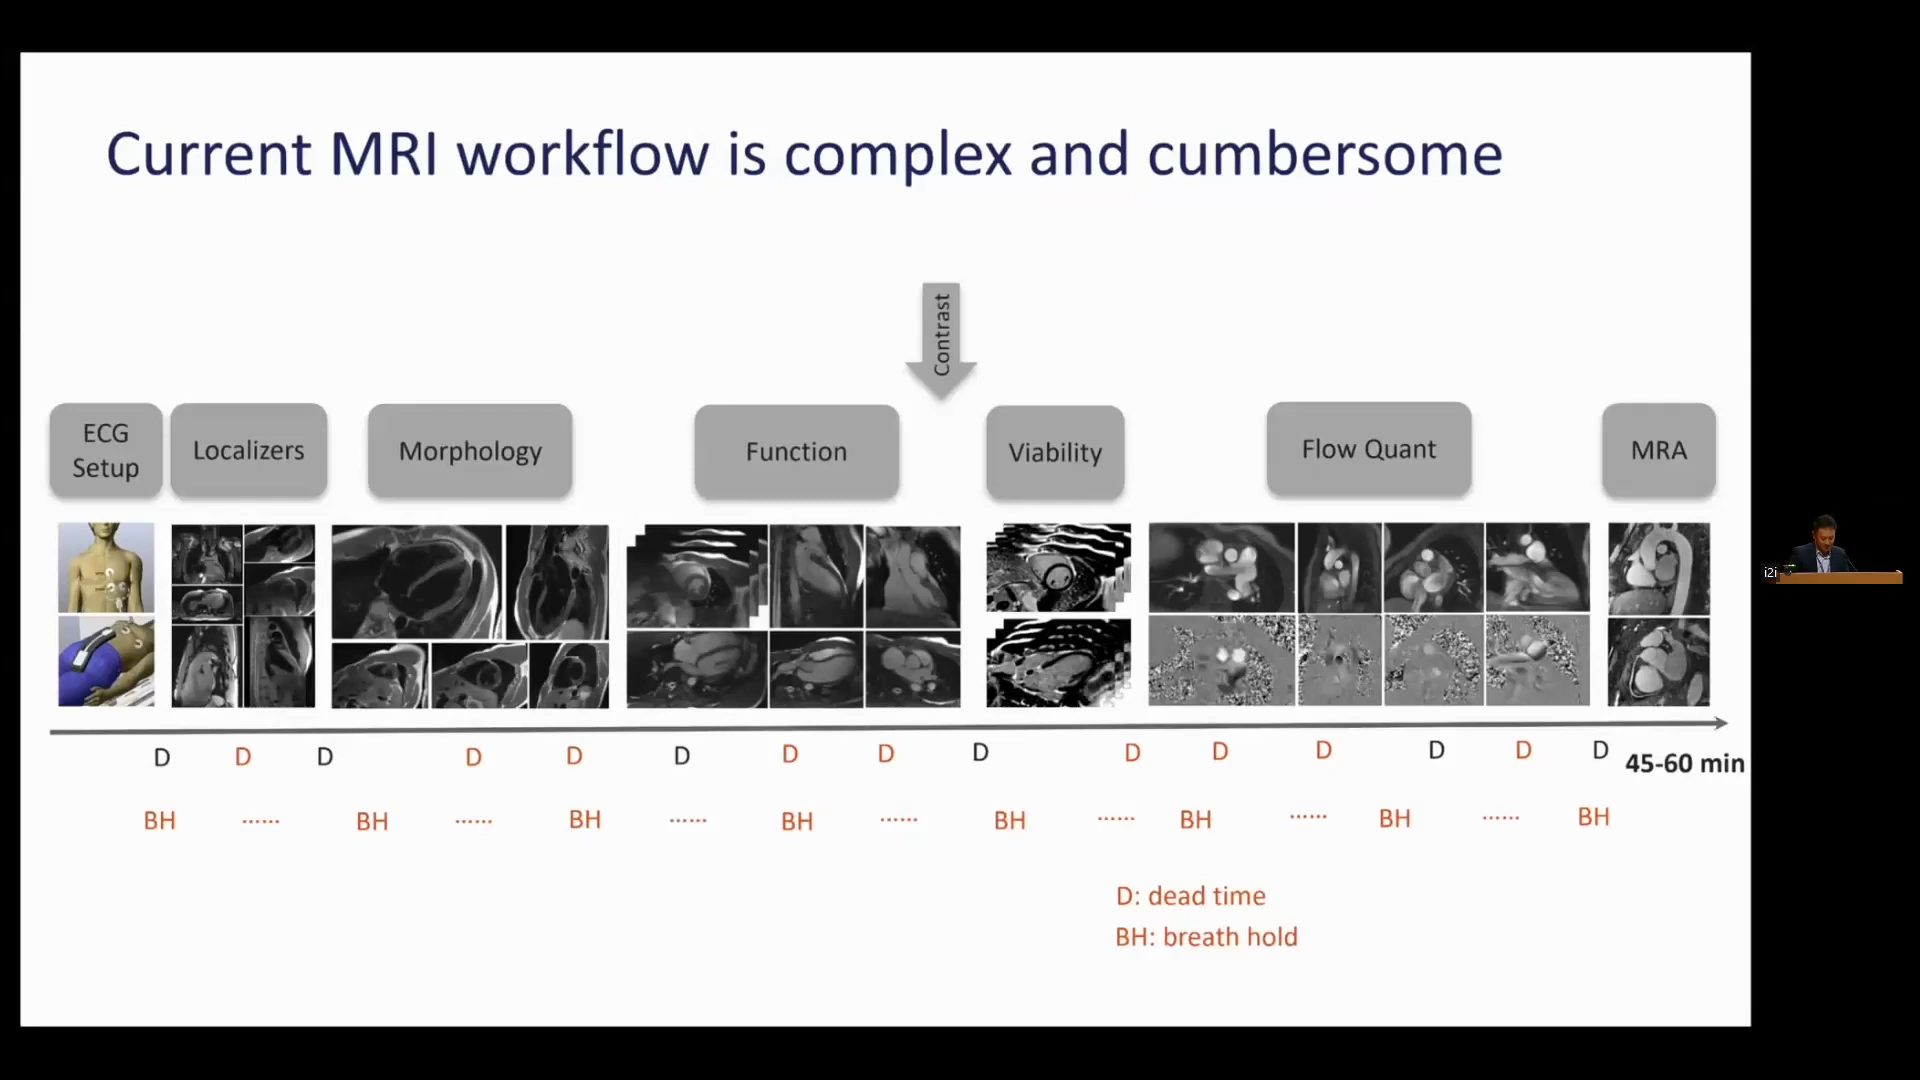 Current MRI workflow is complex and cumbersome
Contrast
ECG
Setup
Localizers
Morphology
Function
Viability
Flow Quant
MRA
D D D D D D D D D D D D D D D 45-60 min
BH ...... BH ...... BH ...... BH ...... BH ...... BH ...... BH ...... BH
D: dead time
BH: breath hold
i2i